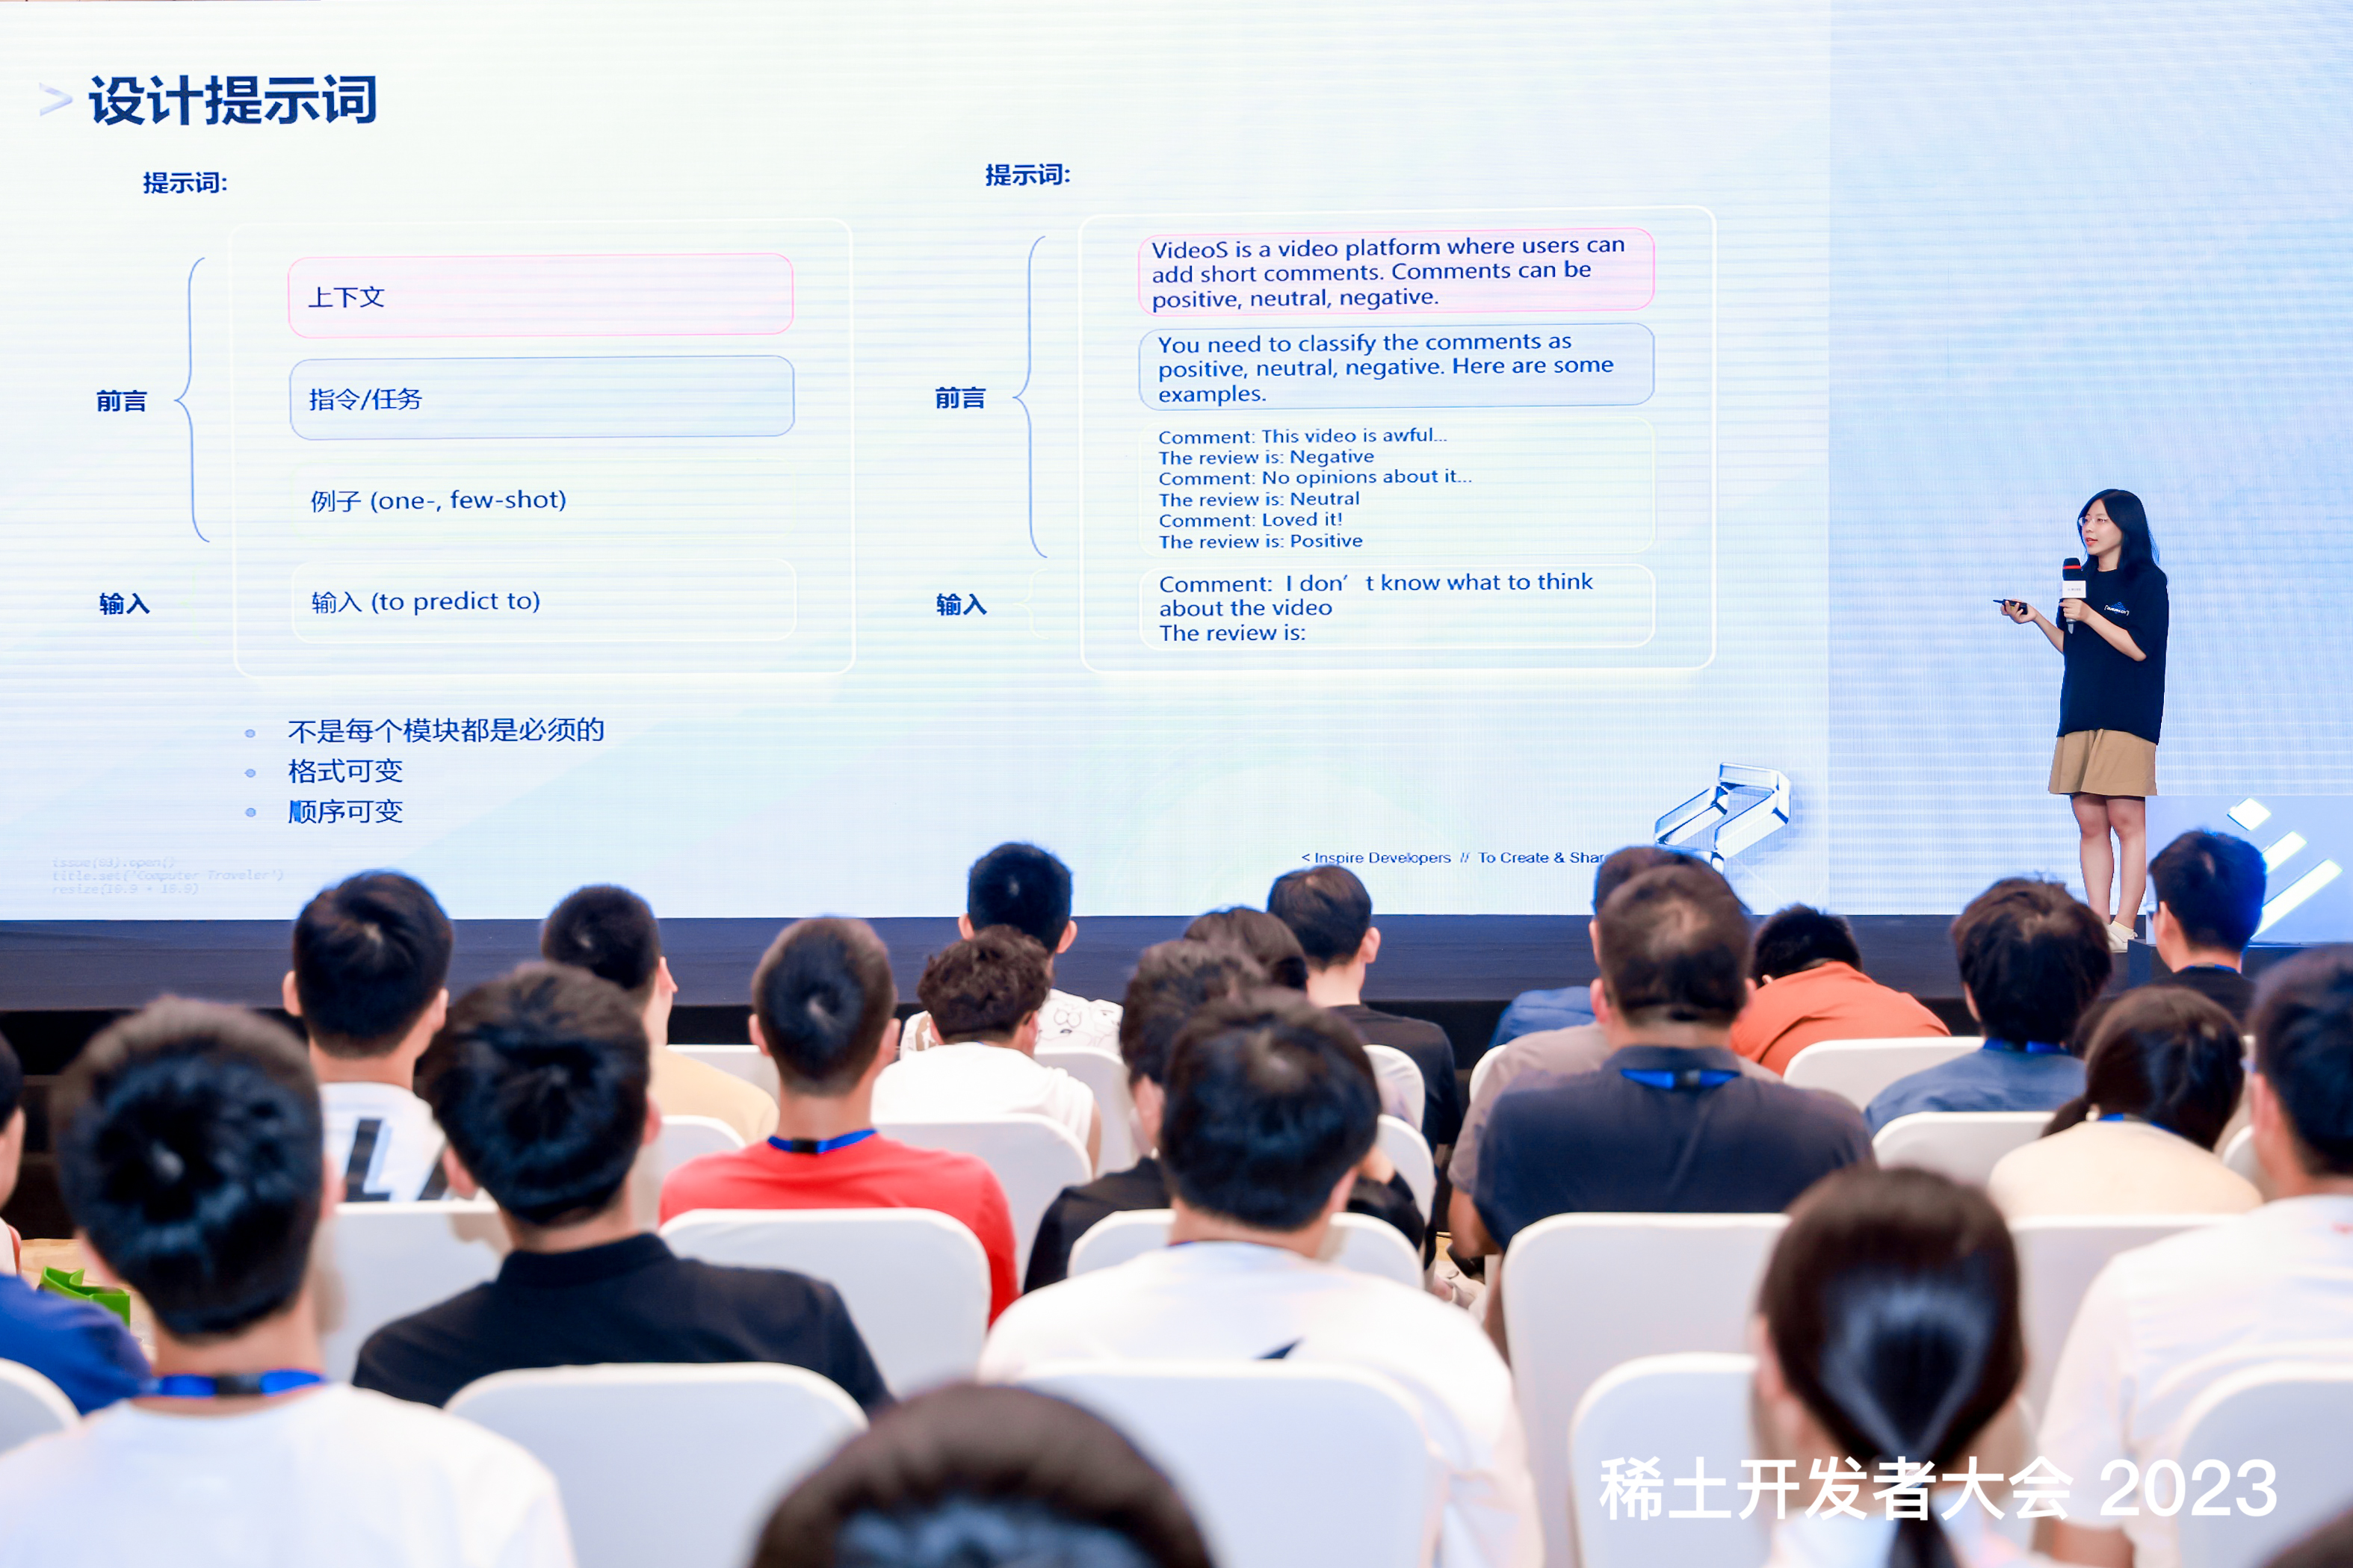 > 设计提示词
提示词:
上下文
前言
指令/任务
例子 (one-, few-shot)
输入
输入 (to predict to)
不是每个模块都是必须的
格式可变
顺序可变
提示词:
VideoS is a video platform where users can
add short comments. Comments can be
positive, neutral, negative.
前言
You need to classify the comments as
positive, neutral, negative. Here are some
examples.
Comment: This video is awful...
The review is: Negative
Comment: No opinions about it...
The review is: Neutral
Comment: Loved it!
The review is: Positive
输入
Comment:  I don' t know what to think
about the video
The review is:
title.set('Computer Traveler')
< Inspire Developers // To Create & Shar
稀土开发者大会 2023